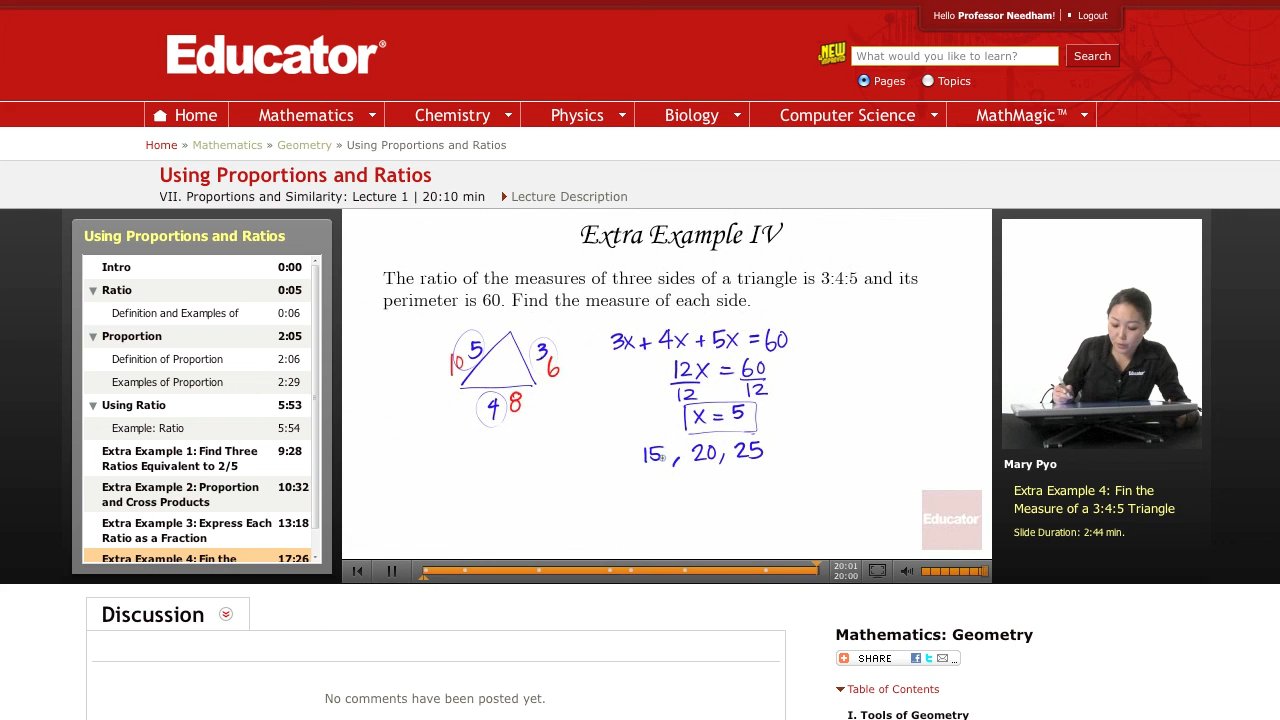 Hello Professor Needham! Logout
Educator®
NEW
What would you like to learn? Search
Pages Topics
Home Mathematics Chemistry Physics Biology Computer Science MathMagic™
Home » Mathematics » Geometry » Using Proportions and Ratios
Using Proportions and Ratios
VII. Proportions and Similarity: Lecture 1 | 20:10 min Lecture Description
Using Proportions and Ratios
Intro 0:00
Ratio 0:05
Definition and Examples of 0:06
Proportion 2:05
Definition of Proportion 2:06
Examples of Proportion 2:29
Using Ratio 5:53
Example: Ratio 5:54
Extra Example 1: Find Three 9:28
Ratios Equivalent to 2/5
Extra Example 2: Proportion 10:32
and Cross Products
Extra Example 3: Express Each 13:18
Ratio as a Fraction
Extra Example 4: Fin the 17:26
Extra Example IV
The ratio of the measures of three sides of a triangle is 3:4:5 and its
perimeter is 60. Find the measure of each side.
5 10
3 6
4 8
3x + 4x + 5x = 60
12x = 60
12 12
x = 5
15, 20, 25
Educator
20:01
20:00
Mary Pyo
Extra Example 4: Fin the
Measure of a 3:4:5 Triangle
Slide Duration: 2:44 min.
Discussion
No comments have been posted yet.
Mathematics: Geometry
SHARE ...
Table of Contents
I. Tools of Geometry